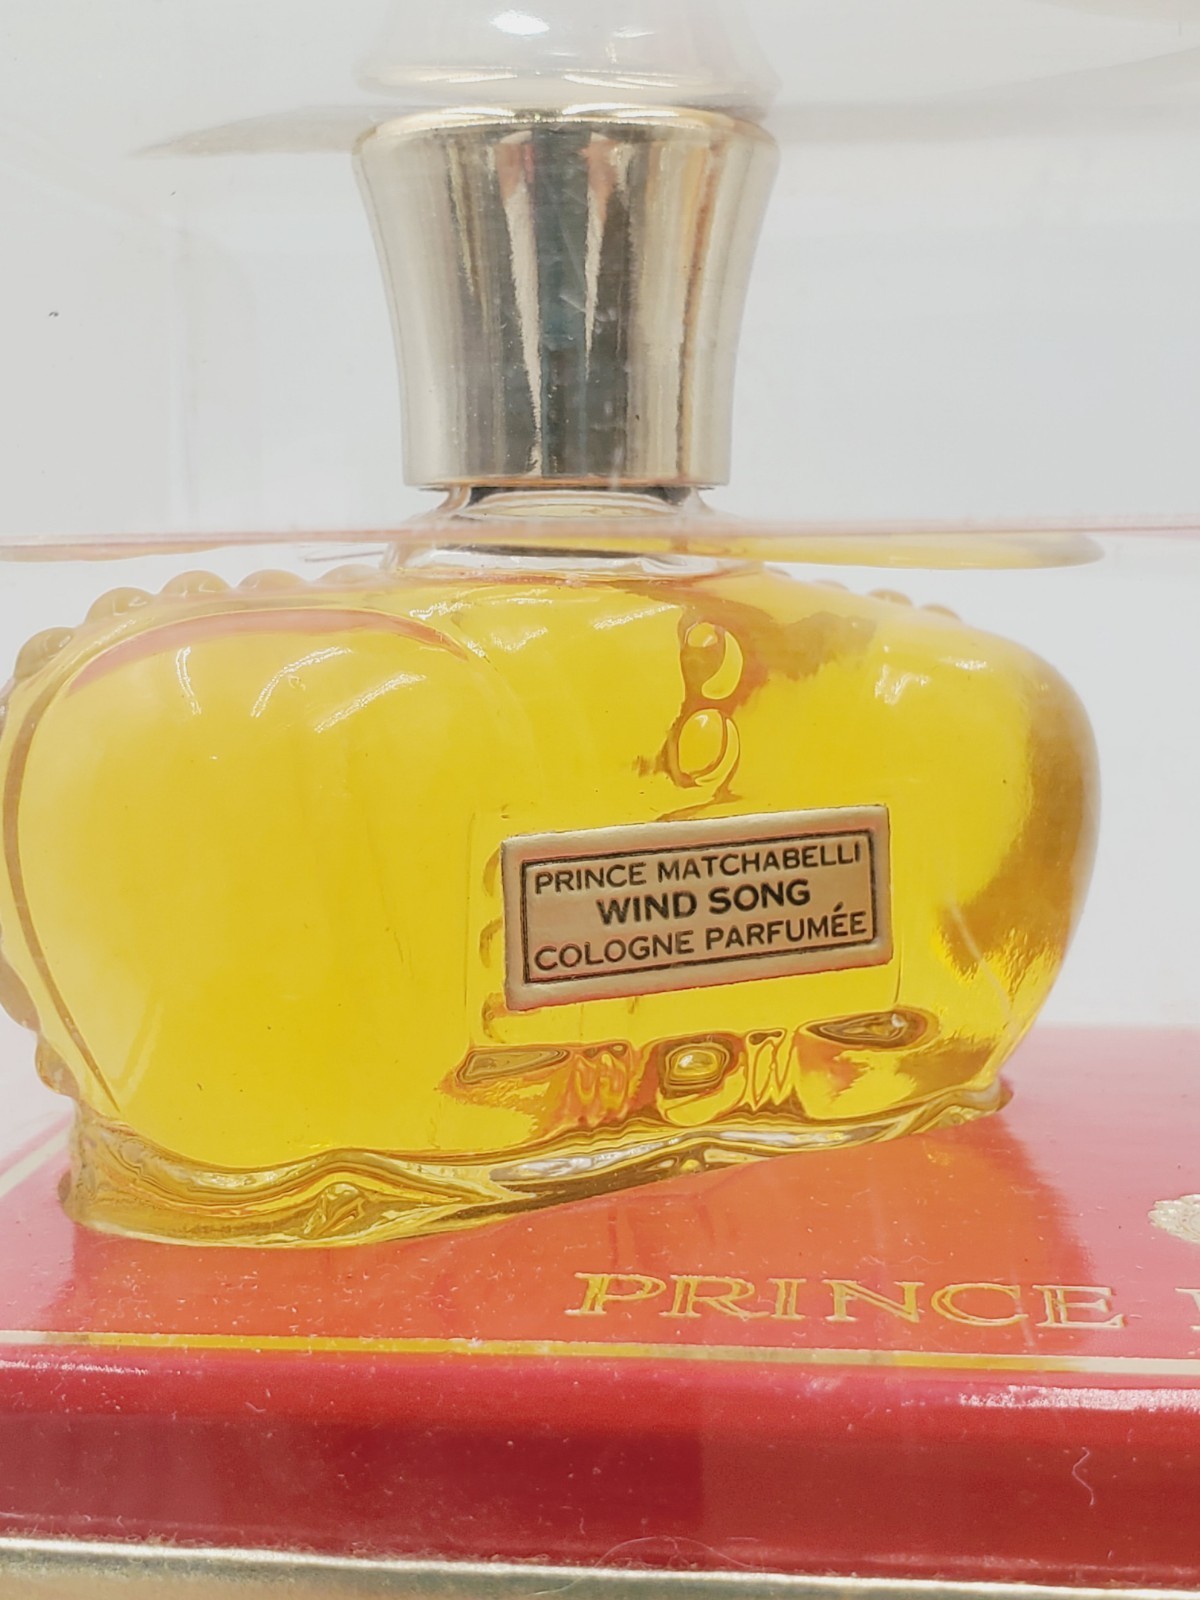 PRINCE MATCHABELLI
WIND SONG
COLOGNE PARFUMÉE
PRINCE